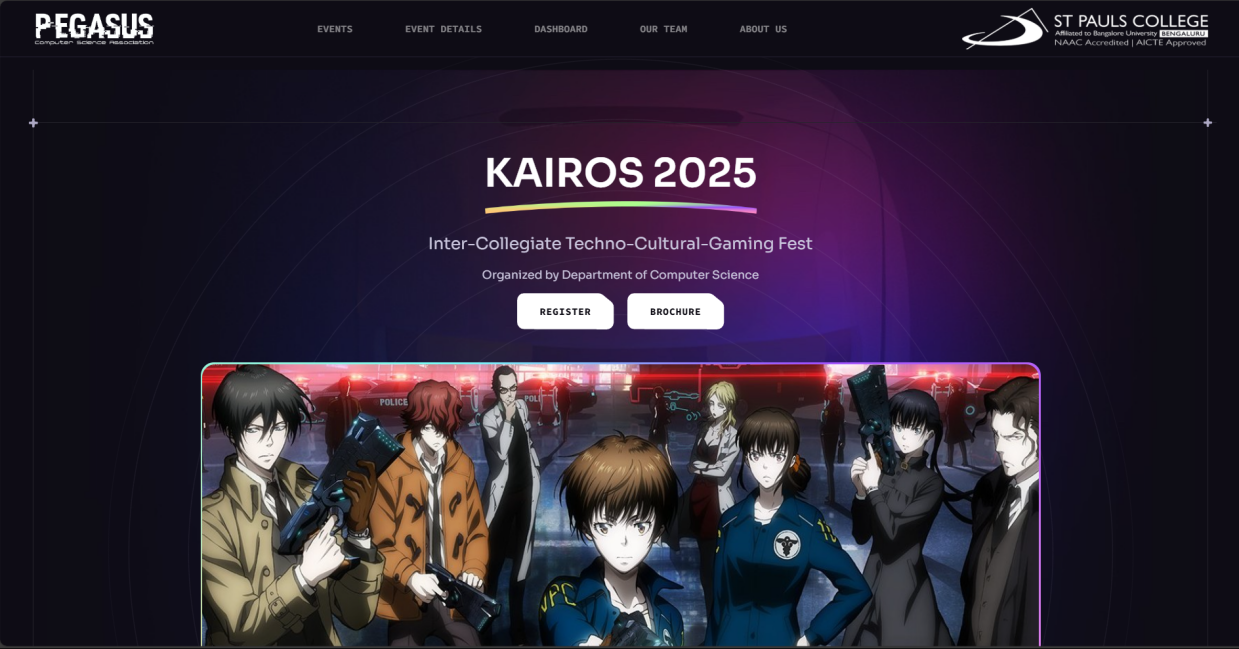 PEGASUS
Computer Science Association
EVENTS
EVENT DETAILS
DASHBOARD
OUR TEAM
ABOUT US
ST PAULS COLLEGE
Affiliated to Bangalore University BENGALURU
NAAC Accredited | AICTE Approved
KAIROS 2025
Inter-Collegiate Techno-Cultural-Gaming Fest
Organized by Department of Computer Science
REGISTER
BROCHURE
POLICE
POLI